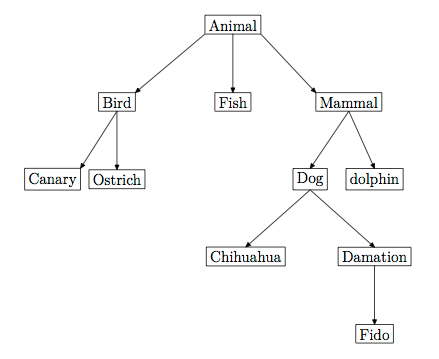 Animal
Bird
Fish
Mammal
Canary
Ostrich
Dog
dolphin
Chihuahua
Damation
Fido